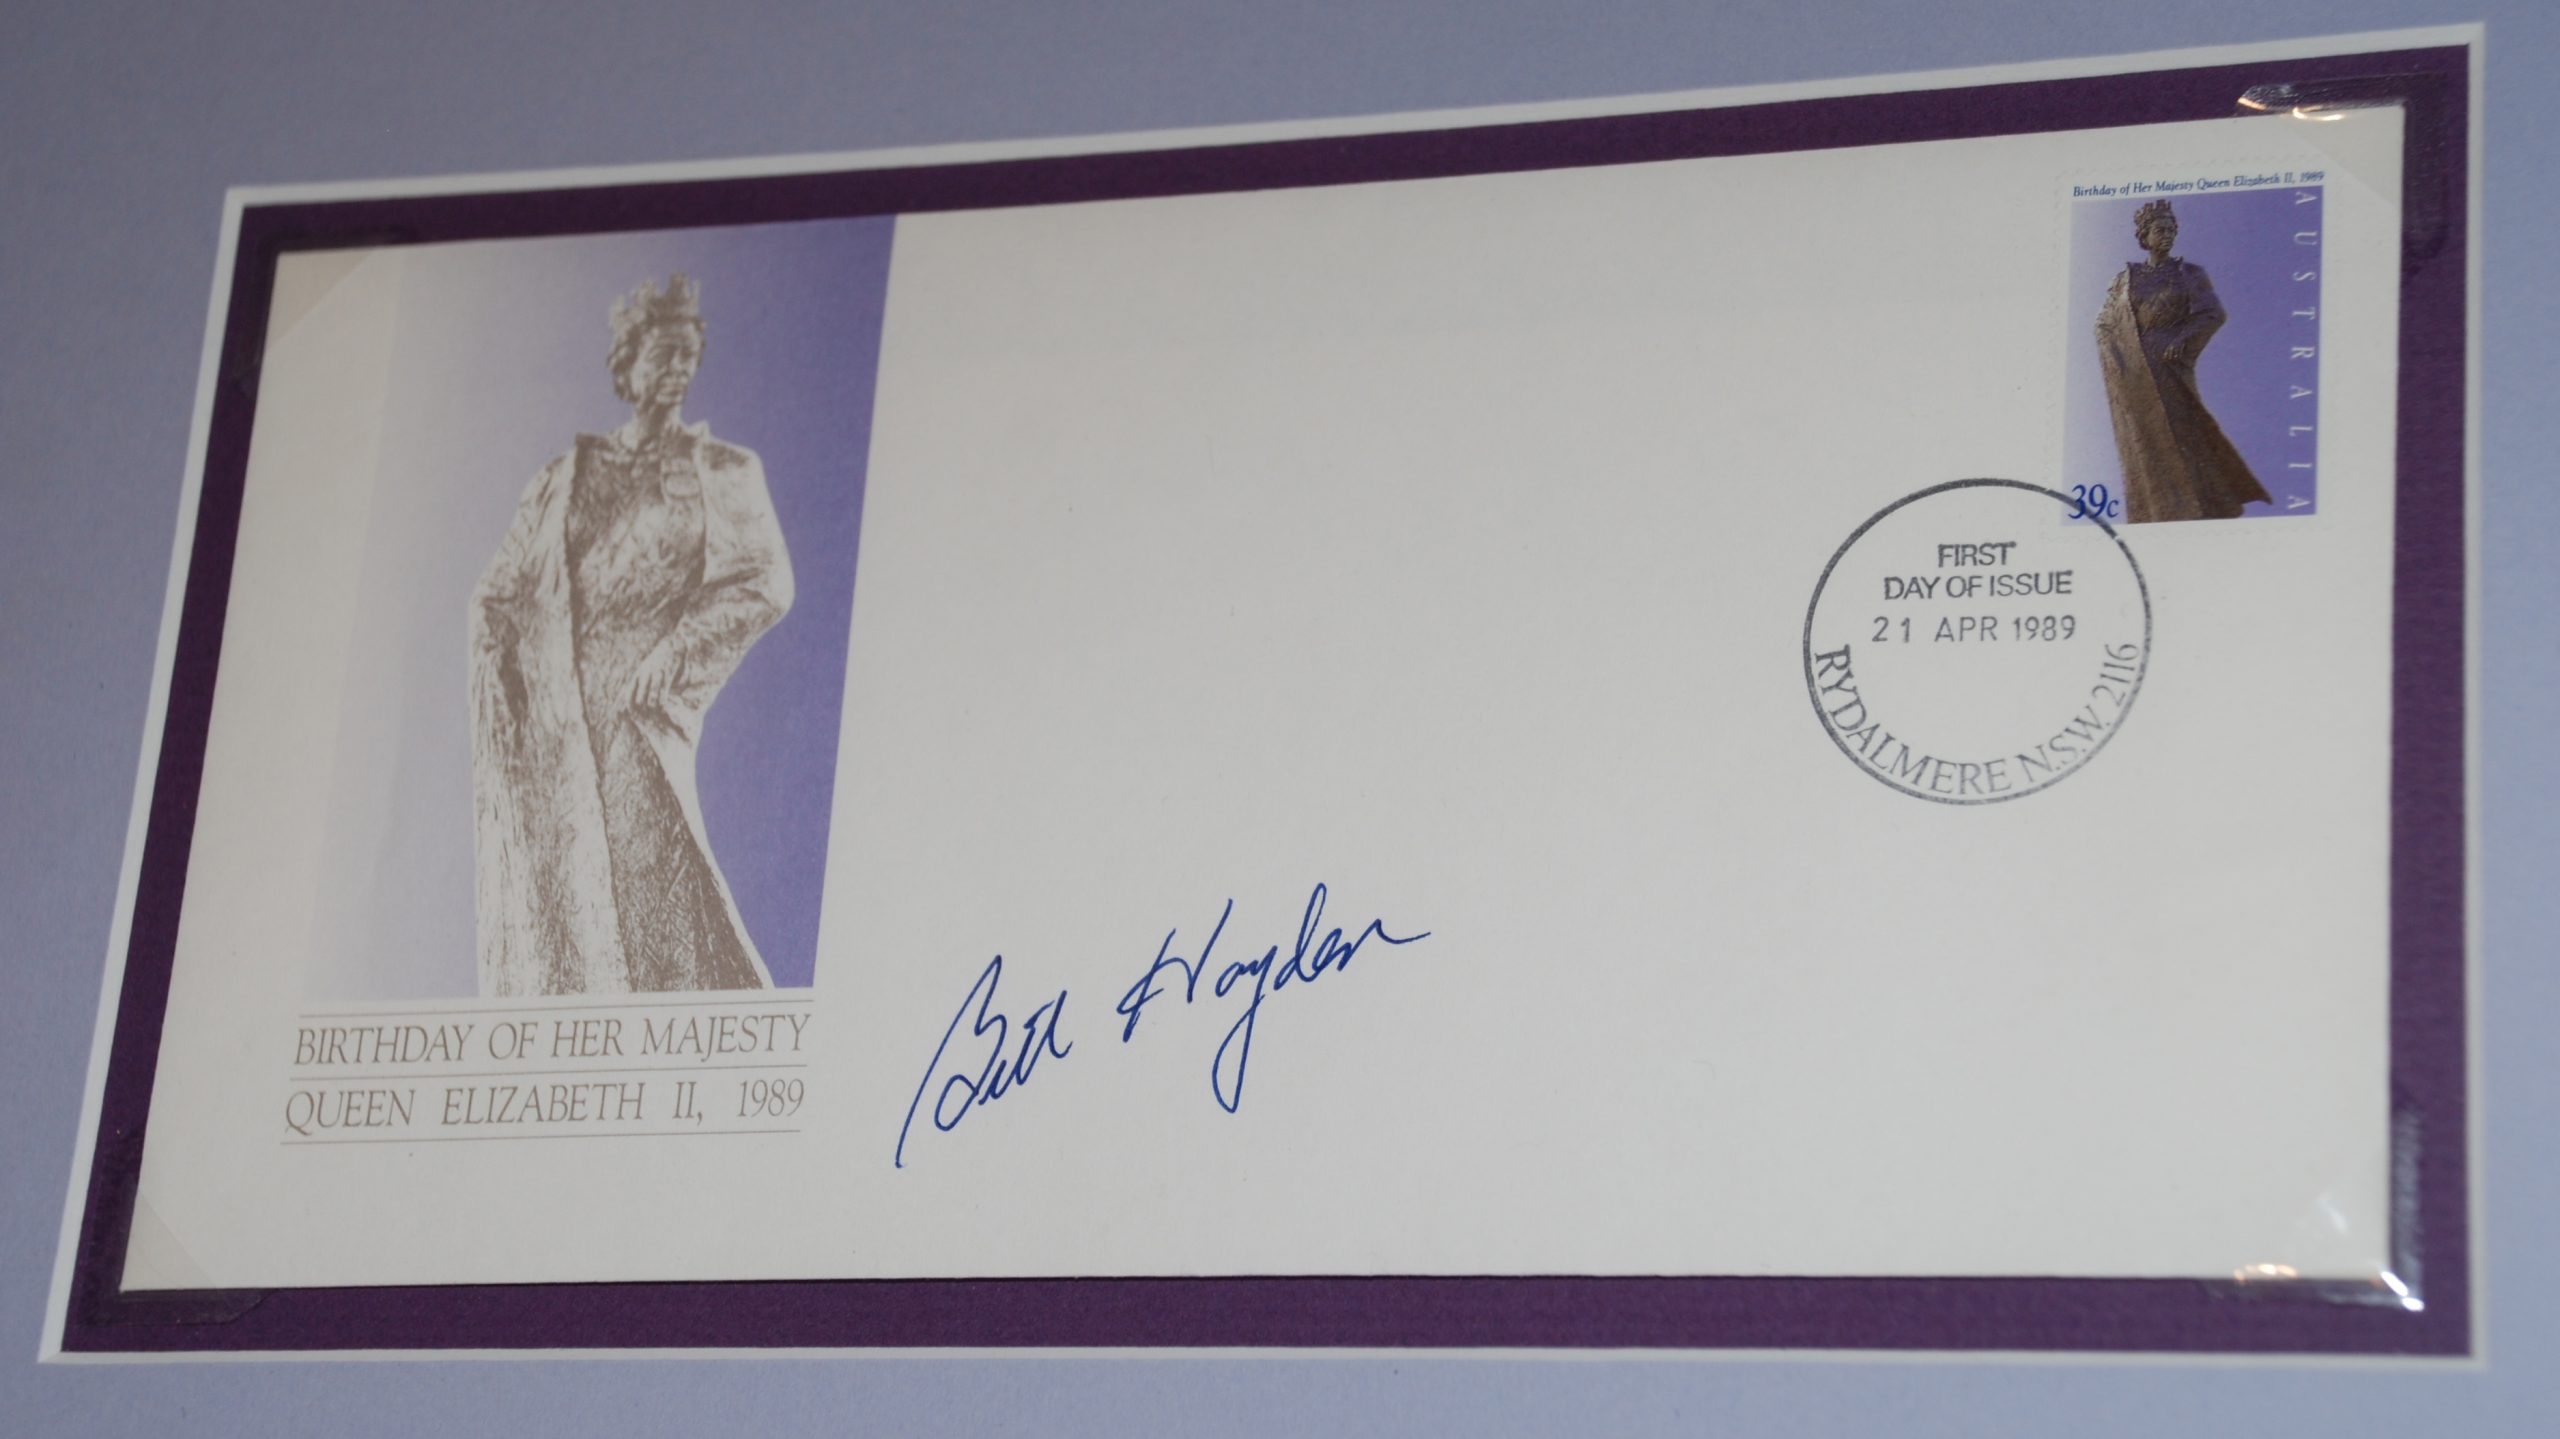 Birthday of Her Majesty Queen Elizabeth II, 1989
AUSTRALIA
39c
FIRST
DAY OF ISSUE
21 APR 1989
RYDALMERE N.S.W. 2116
Bill Hayden
BIRTHDAY OF HER MAJESTY
QUEEN ELIZABETH II, 1989